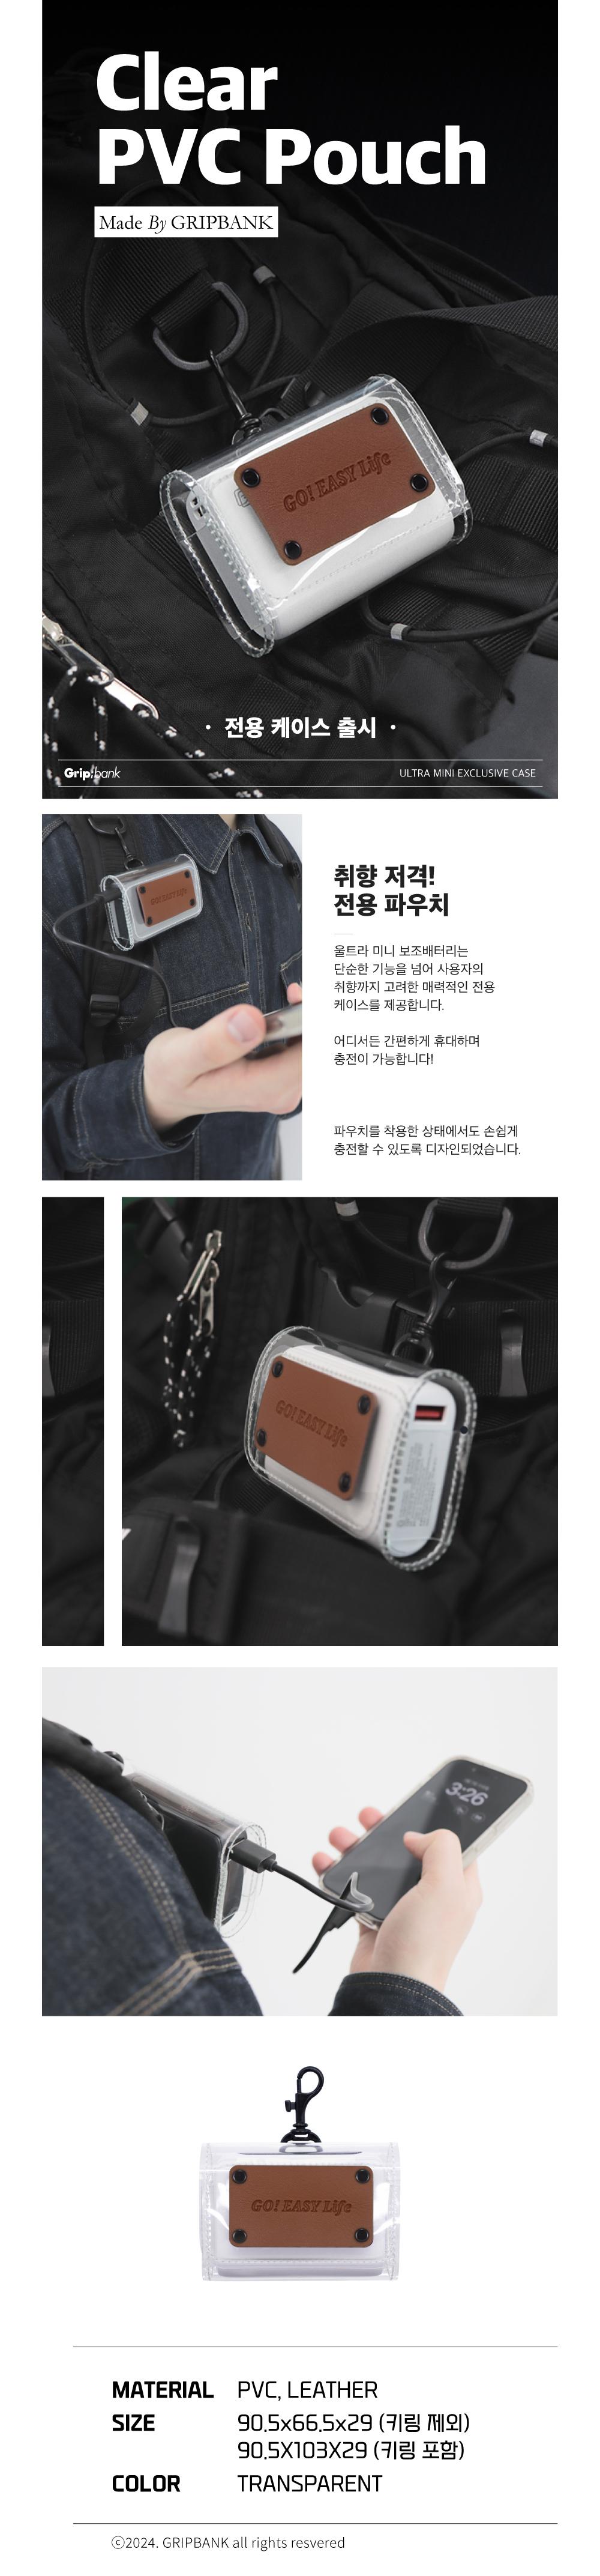 Clear
PVC Pouch
Made By GRIPBANK
GO! EASY Life
· 전용 케이스 출시 ·
Grip!bank
ULTRA MINI EXCLUSIVE CASE
GO! EASY Life
취향 저격!
전용 파우치
울트라 미니 보조배터리는
단순한 기능을 넘어 사용자의
취향까지 고려한 매력적인 전용
케이스를 제공합니다.
어디서든 간편하게 휴대하며
충전이 가능합니다!
파우치를 착용한 상태에서도 손쉽게
충전할 수 있도록 디자인되었습니다.
GO! EASY Life
3:26
GO! EASY Life
MATERIAL PVC, LEATHER
SIZE 90.5x66.5x29 (키링 제외)
90.5X103X29 (키링 포함)
COLOR TRANSPARENT
ⓒ2024. GRIPBANK all rights resvered